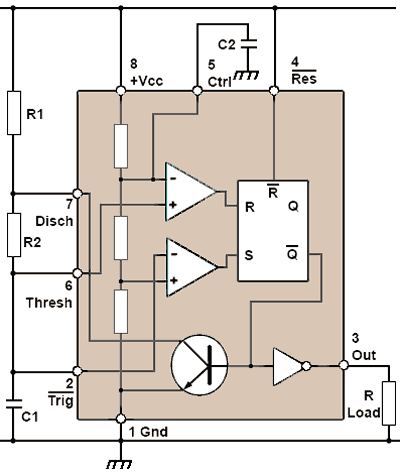 C2
8
+Vcc
5
Ctrl
4
Res
R1
7
Disch
R2
6
Thresh
-
+
-
+
R
R
Q
S
Q
3
Out
2
Trig
C1
1 Gnd
R
Load